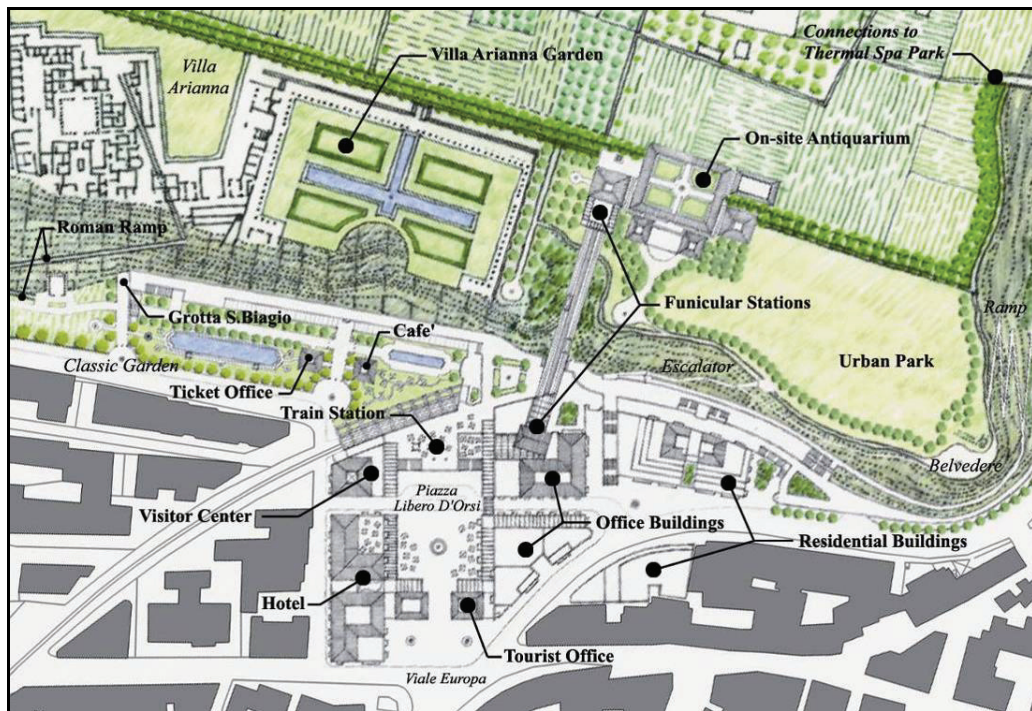 Connections to
Thermal Spa Park
Villa Arianna Garden
Villa
Arianna
On-site Antiquarium
Roman Ramp
Grotta S.Biagio
Funicular Stations
Ramp
Cafe'
Classic Garden
Escalator
Urban Park
Ticket Office
Train Station
Belvedere
Piazza
Libero D'Orsi
Visitor Center
Office Buildings
Residential Buildings
Hotel
Tourist Office
Viale Europa